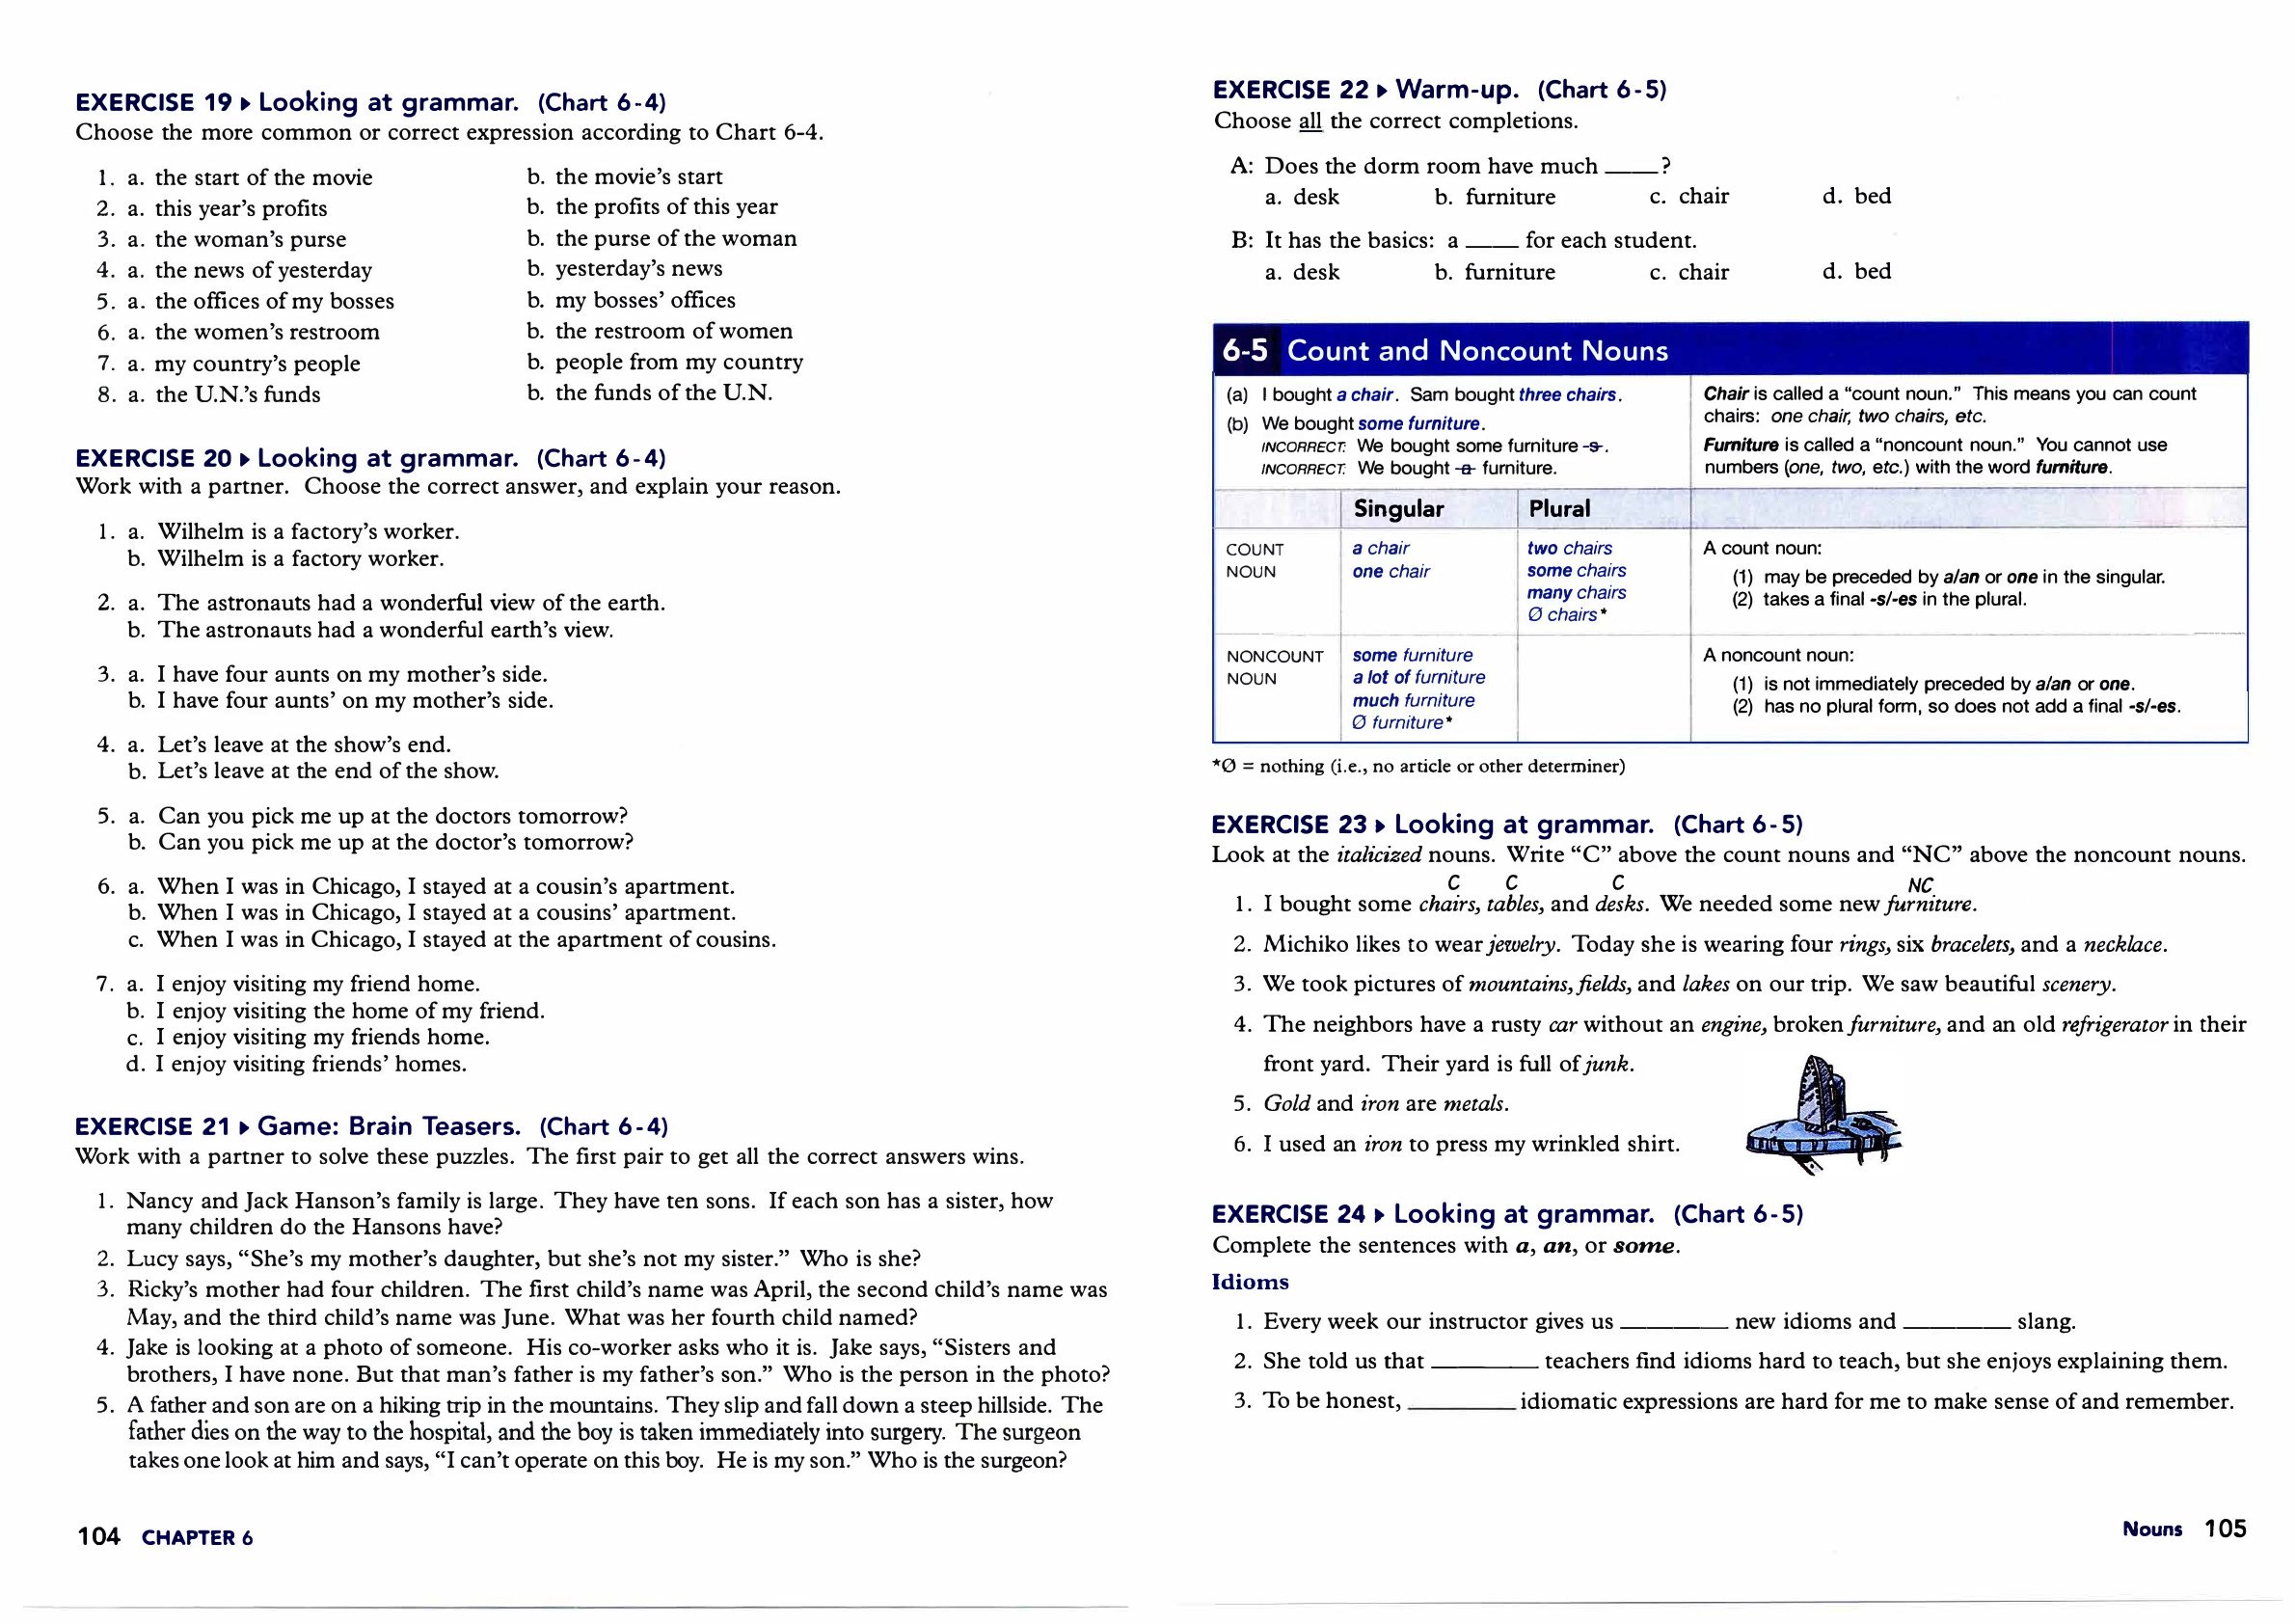 EXERCISE 19 ▸ Looking at grammar. (Chart 6-4)
Choose the more common or correct expression according to Chart 6-4.
1. a. the start of the movie b. the movie's start
2. a. this year's profits b. the profits of this year
3. a. the woman's purse b. the purse of the woman
4. a. the news of yesterday b. yesterday's news
5. a. the offices of my bosses b. my bosses' offices
6. a. the women's restroom b. the restroom of women
7. a. my country's people b. people from my country
8. a. the U.N.'s funds b. the funds of the U.N.
EXERCISE 20 ▸ Looking at grammar. (Chart 6-4)
Work with a partner. Choose the correct answer, and explain your reason.
1. a. Wilhelm is a factory's worker.
b. Wilhelm is a factory worker.
2. a. The astronauts had a wonderful view of the earth.
b. The astronauts had a wonderful earth's view.
3. a. I have four aunts on my mother's side.
b. I have four aunts' on my mother's side.
4. a. Let's leave at the show's end.
b. Let's leave at the end of the show.
5. a. Can you pick me up at the doctors tomorrow?
b. Can you pick me up at the doctor's tomorrow?
6. a. When I was in Chicago, I stayed at a cousin's apartment.
b. When I was in Chicago, I stayed at a cousins' apartment.
c. When I was in Chicago, I stayed at the apartment of cousins.
7. a. I enjoy visiting my friend home.
b. I enjoy visiting the home of my friend.
c. I enjoy visiting my friends home.
d. I enjoy visiting friends' homes.
EXERCISE 21 ▸ Game: Brain Teasers. (Chart 6-4)
Work with a partner to solve these puzzles. The first pair to get all the correct answers wins.
1. Nancy and Jack Hanson's family is large. They have ten sons. If each son has a sister, how
many children do the Hansons have?
2. Lucy says, "She's my mother's daughter, but she's not my sister." Who is she?
3. Ricky's mother had four children. The first child's name was April, the second child's name was
May, and the third child's name was June. What was her fourth child named?
4. Jake is looking at a photo of someone. His co-worker asks who it is. Jake says, "Sisters and
brothers, I have none. But that man's father is my father's son." Who is the person in the photo?
5. A father and son are on a hiking trip in the mountains. They slip and fall down a steep hillside. The
father dies on the way to the hospital, and the boy is taken immediately into surgery. The surgeon
takes one look at him and says, "I can't operate on this boy. He is my son." Who is the surgeon?
104 CHAPTER 6
EXERCISE 22 ▸ Warm-up. (Chart 6-5)
Choose all the correct completions.
A: Does the dorm room have much ____?
a. desk b. furniture c. chair d. bed
B: It has the basics: a ____ for each student.
a. desk b. furniture c. chair d. bed
6-5 Count and Noncount Nouns
(a) I bought a chair. Sam bought three chairs.
(b) We bought some furniture.
INCORRECT: We bought some furniture -s-.
INCORRECT: We bought -a- furniture.
Chair is called a "count noun." This means you can count
chairs: one chair, two chairs, etc.
Furniture is called a "noncount noun." You cannot use
numbers (one, two, etc.) with the word furniture.
Singular Plural
COUNT
NOUN
a chair
one chair
two chairs
some chairs
many chairs
Ø chairs*
A count noun:
(1) may be preceded by a/an or one in the singular.
(2) takes a final -s/-es in the plural.
NONCOUNT
NOUN
some furniture
a lot of furniture
much furniture
Ø furniture*
A noncount noun:
(1) is not immediately preceded by a/an or one.
(2) has no plural form, so does not add a final -s/-es.
*Ø = nothing (i.e., no article or other determiner)
EXERCISE 23 ▸ Looking at grammar. (Chart 6-5)
Look at the italicized nouns. Write "C" above the count nouns and "NC" above the noncount nouns.
C C C NC
1. I bought some chairs, tables, and desks. We needed some new furniture.
2. Michiko likes to wear jewelry. Today she is wearing four rings, six bracelets, and a necklace.
3. We took pictures of mountains, fields, and lakes on our trip. We saw beautiful scenery.
4. The neighbors have a rusty car without an engine, broken furniture, and an old refrigerator in their
front yard. Their yard is full of junk.
5. Gold and iron are metals.
6. I used an iron to press my wrinkled shirt.
EXERCISE 24 ▸ Looking at grammar. (Chart 6-5)
Complete the sentences with a, an, or some.
Idioms
1. Every week our instructor gives us ________ new idioms and ________ slang.
2. She told us that ________ teachers find idioms hard to teach, but she enjoys explaining them.
3. To be honest, ________ idiomatic expressions are hard for me to make sense of and remember.
Nouns 105